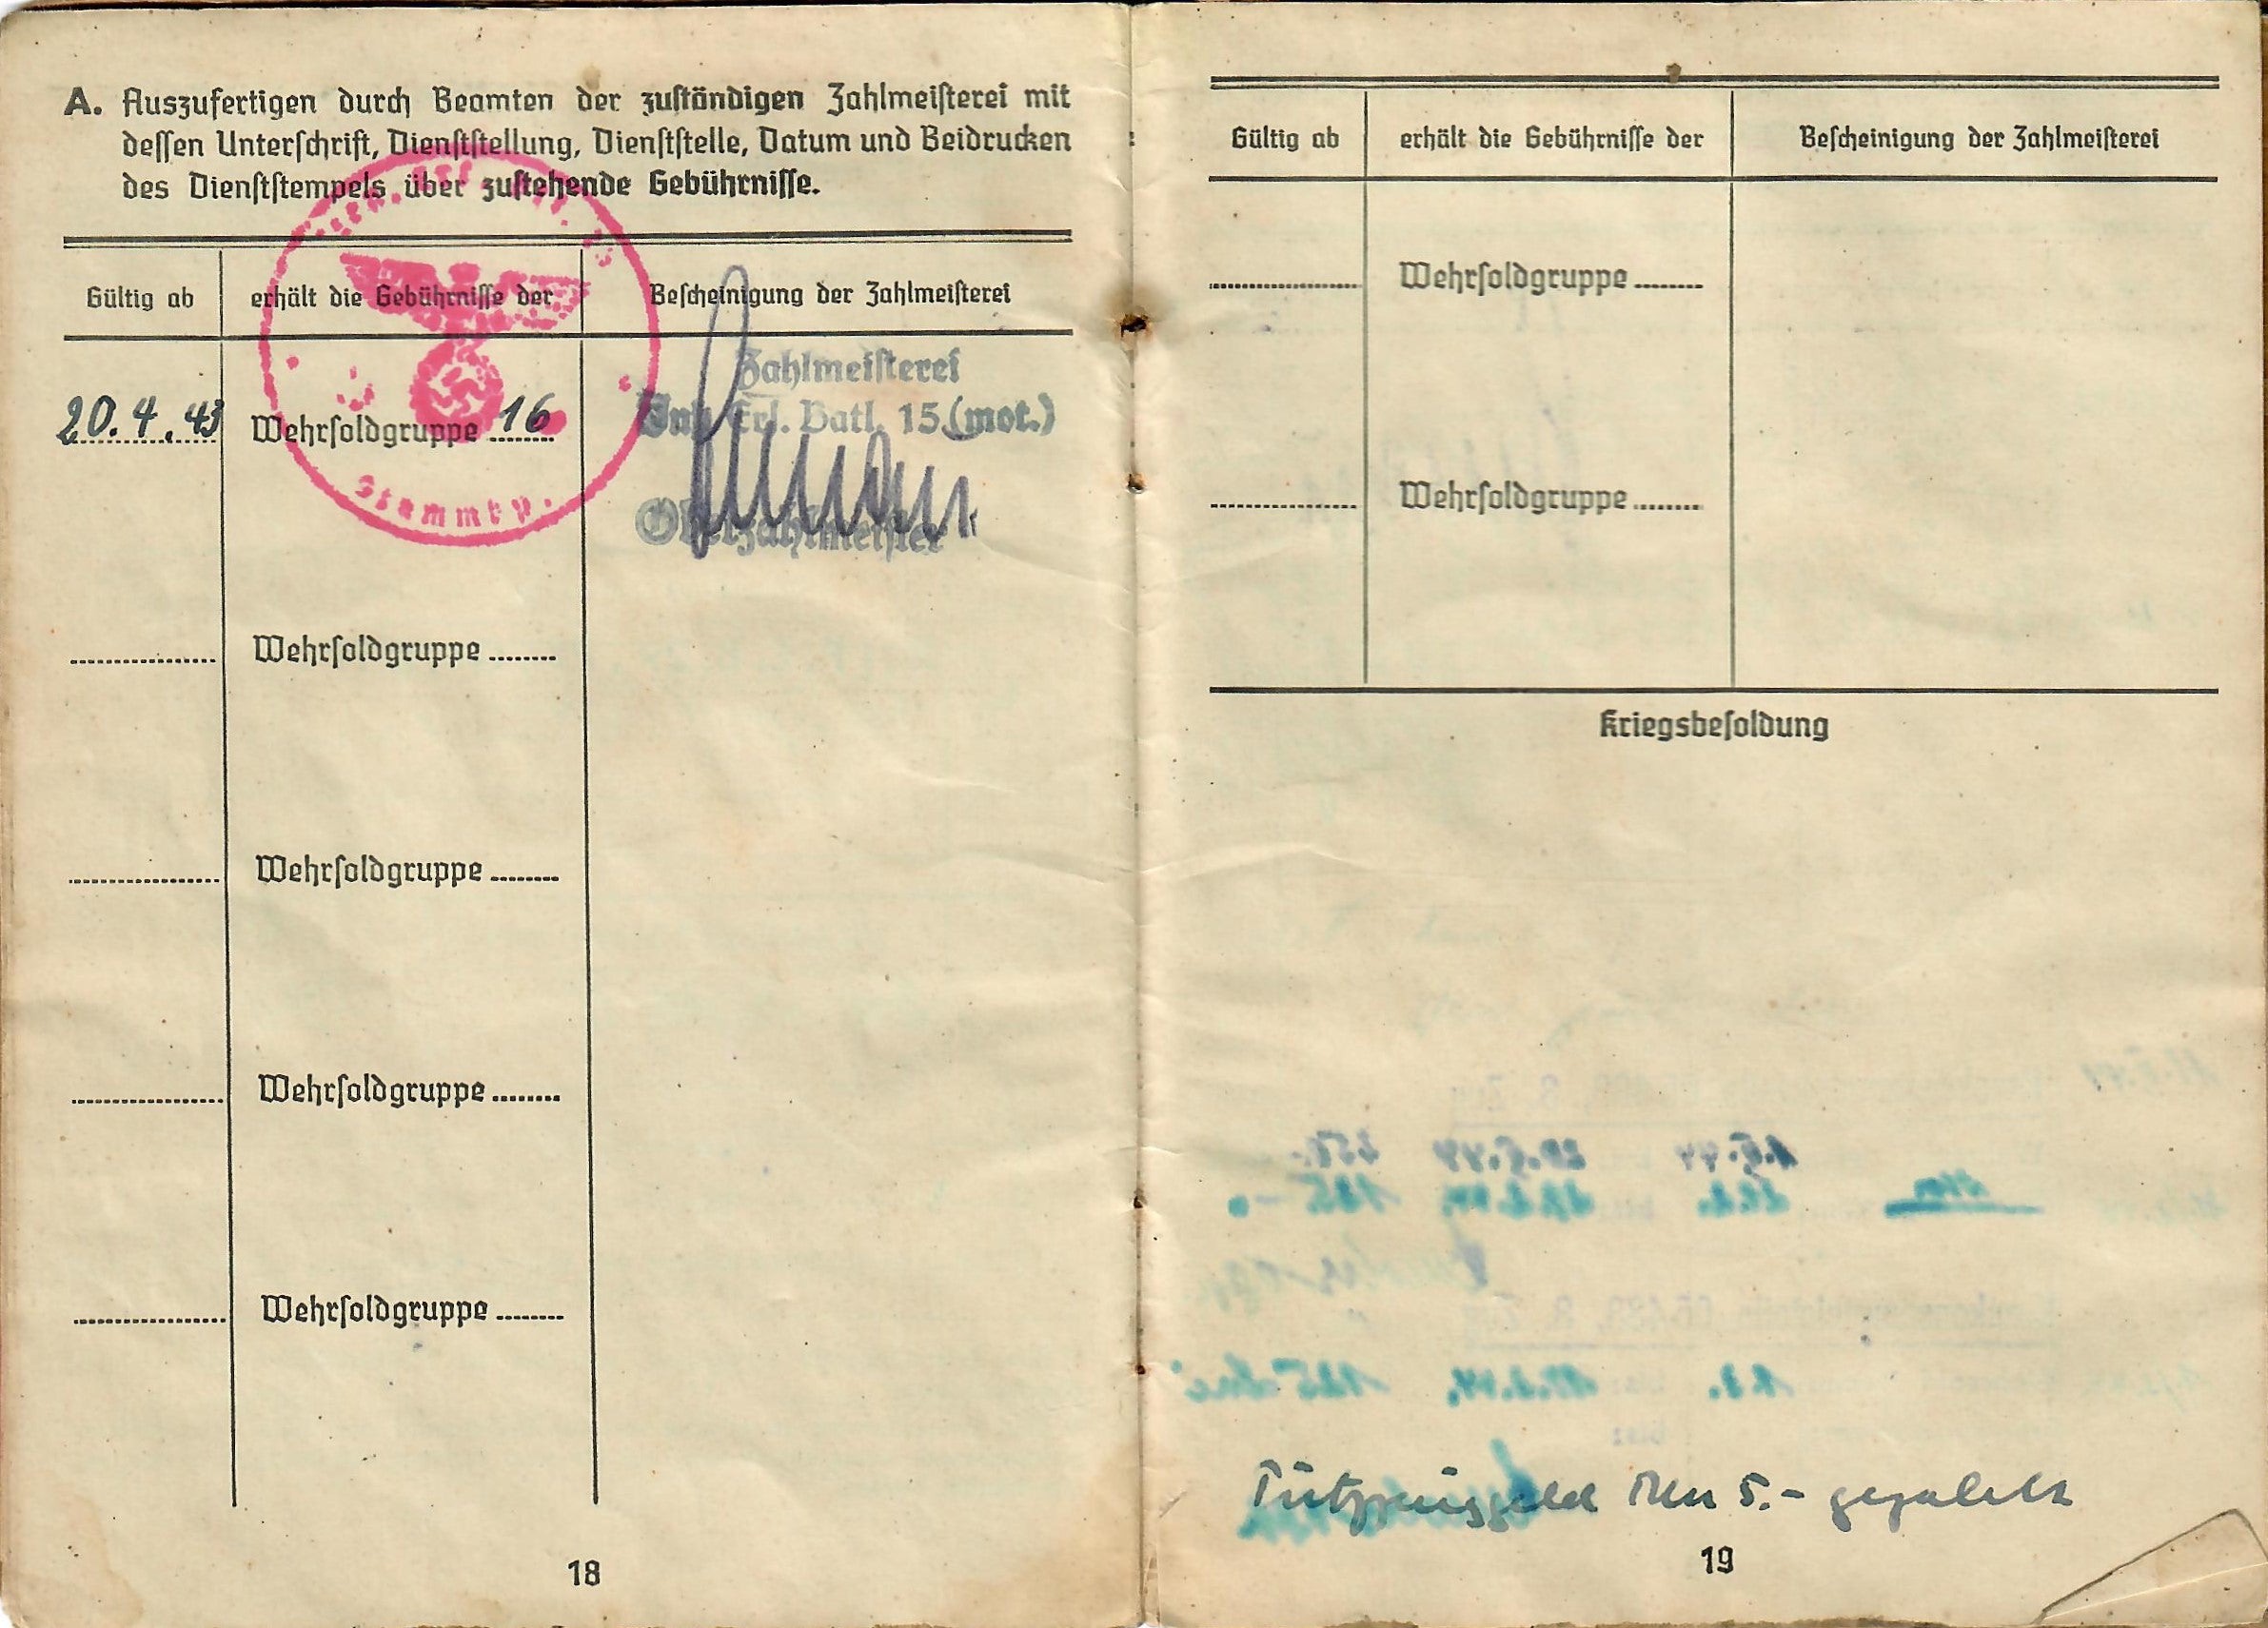 A. Auszufertigen durch Beamten der zuständigen Zahlmeisterei mit
dessen Unterschrift, Dienststellung, Dienststelle, Datum und Beidrucken
des Dienststempels über zustehende Gebührnisse.
Gültig ab erhält die Gebührnisse der Bescheinigung der Zahlmeisterei
Zahlmeisterei
20.4.43 Wehrsoldgruppe 16
Erl. Batl. 15 (mot.)
Stammkp.
Oberzahlmeister
Wehrsoldgruppe
Wehrsoldgruppe
Wehrsoldgruppe
Wehrsoldgruppe
18
Gültig ab erhält die Gebührnisse der Bescheinigung der Zahlmeisterei
Wehrsoldgruppe
Wehrsoldgruppe
Kriegsbesoldung
5.- gezahlt
19